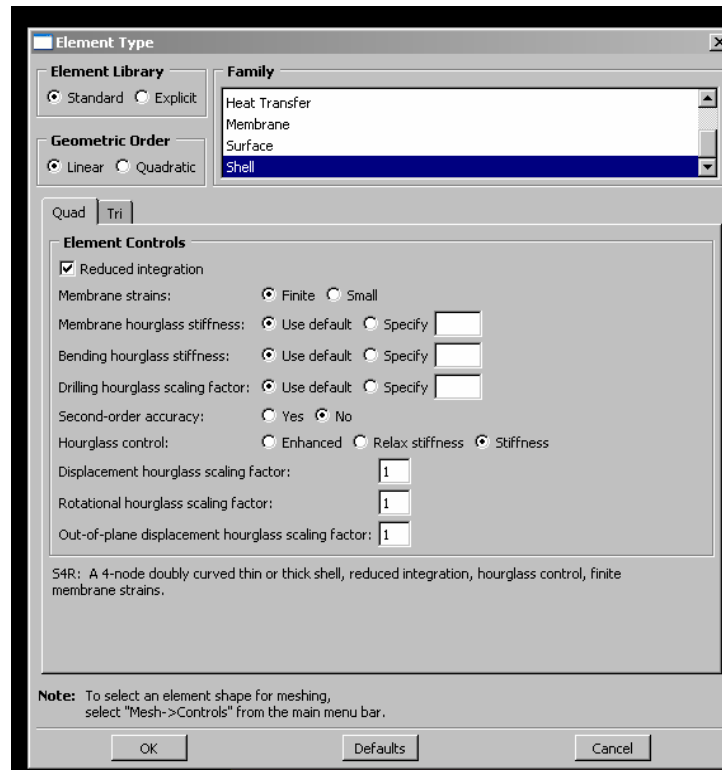 Element Type
Element Library
Standard Explicit
Family
Heat Transfer
Membrane
Surface
Shell
Geometric Order
Linear Quadratic
Quad Tri
Element Controls
Reduced integration
Membrane strains: Finite Small
Membrane hourglass stiffness: Use default Specify
Bending hourglass stiffness: Use default Specify
Drilling hourglass scaling factor: Use default Specify
Second-order accuracy: Yes No
Hourglass control: Enhanced Relax stiffness Stiffness
Displacement hourglass scaling factor: 1
Rotational hourglass scaling factor: 1
Out-of-plane displacement hourglass scaling factor: 1
S4R: A 4-node doubly curved thin or thick shell, reduced integration, hourglass control, finite
membrane strains.
Note: To select an element shape for meshing,
select "Mesh->Controls" from the main menu bar.
OK Defaults Cancel